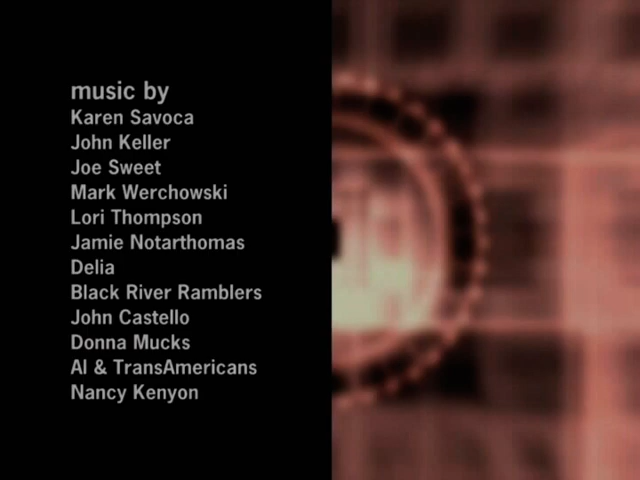 music by
Karen Savoca
John Keller
Joe Sweet
Mark Werchowski
Lori Thompson
Jamie Notarthomas
Delia
Black River Ramblers
John Castello
Donna Mucks
Al & TransAmericans
Nancy Kenyon